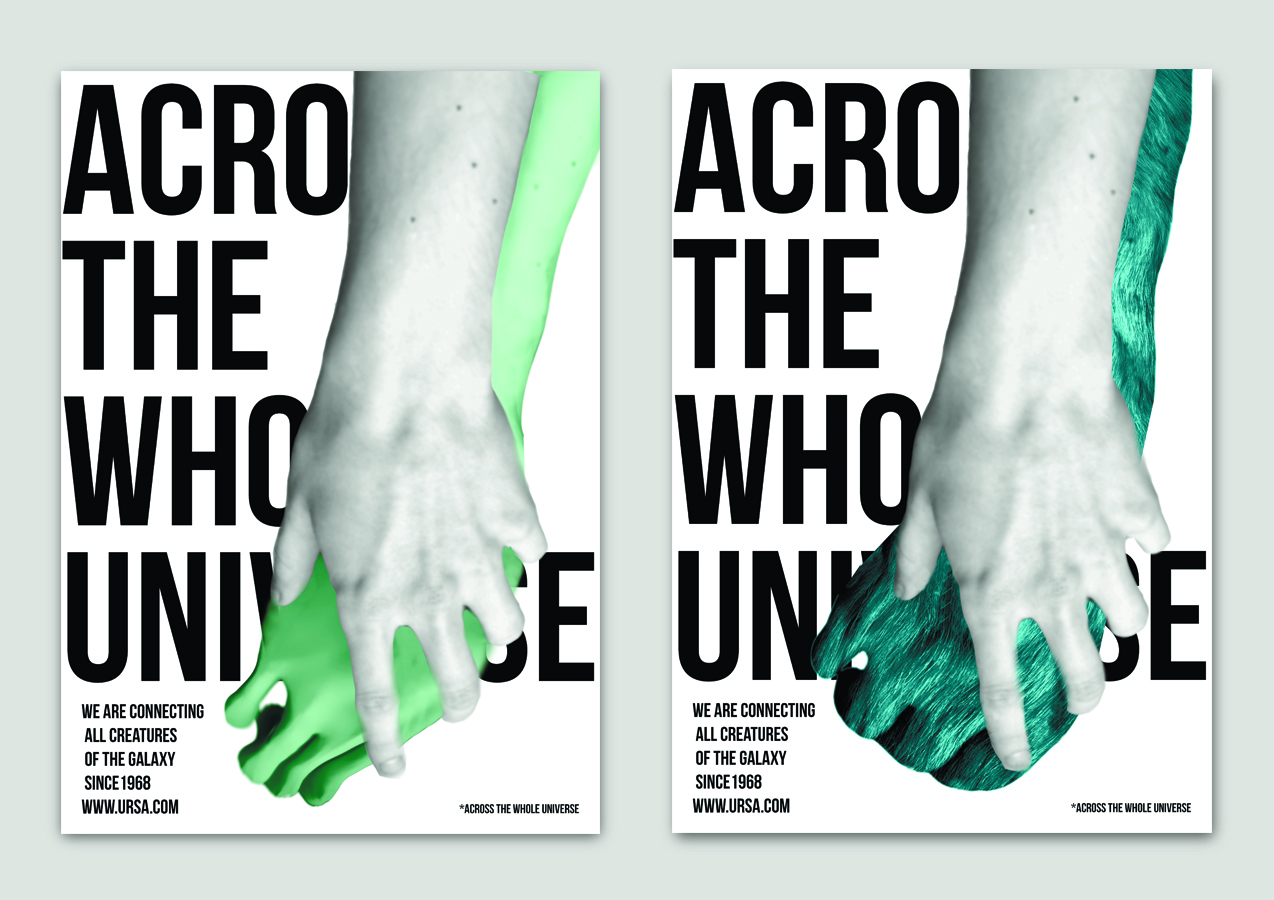 ACRO
THE
WHO
UNIV SE
WE ARE CONNECTING
ALL CREATURES
OF THE GALAXY
SINCE 1968
WWW.URSA.COM
*ACROSS THE WHOLE UNIVERSE
ACRO
THE
WHO
UNI SE
WE ARE CONNECTING
ALL CREATURES
OF THE GALAXY
SINCE 1968
WWW.URSA.COM
*ACROSS THE WHOLE UNIVERSE